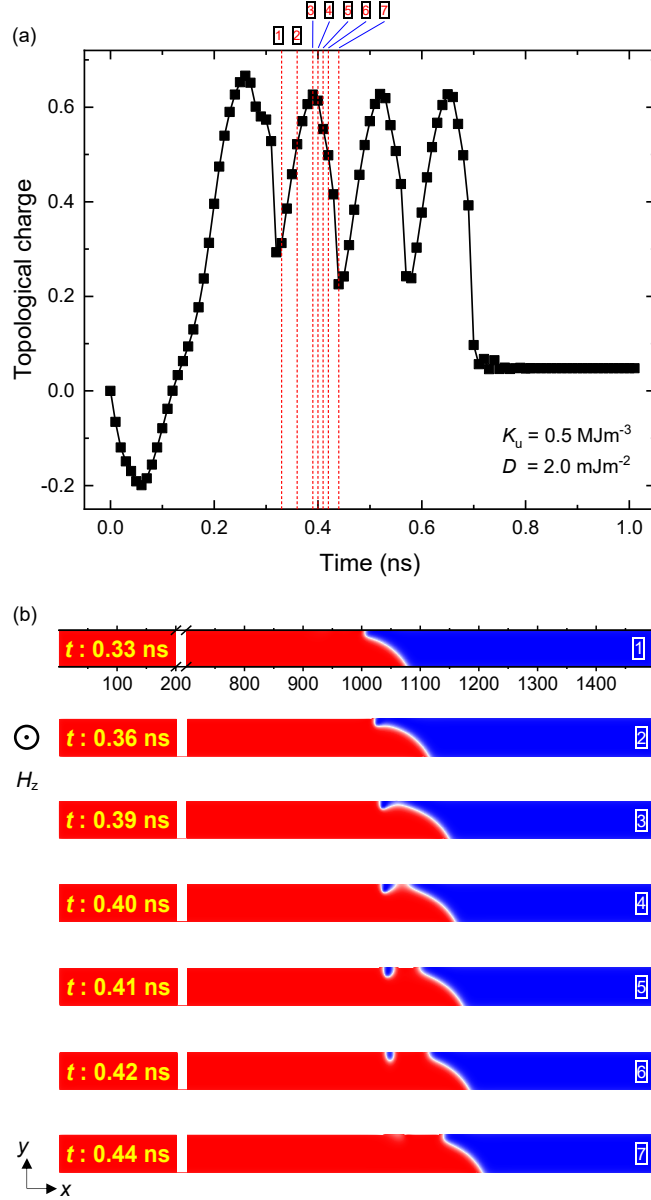 3 4 5 6 7
(a)
1 2
0.6
0.4
0.2
0.0
-0.2
Topological charge
Ku = 0.5 MJm-3
D = 2.0 mJm-2
0.0 0.2 0.4 0.6 0.8 1.0
Time (ns)
(b)
t : 0.33 ns 1
100 200 800 900 1000 1100 1200 1300 1400
t : 0.36 ns 2
Hz
t : 0.39 ns 3
t : 0.40 ns 4
t : 0.41 ns 5
t : 0.42 ns 6
t : 0.44 ns 7
y
x